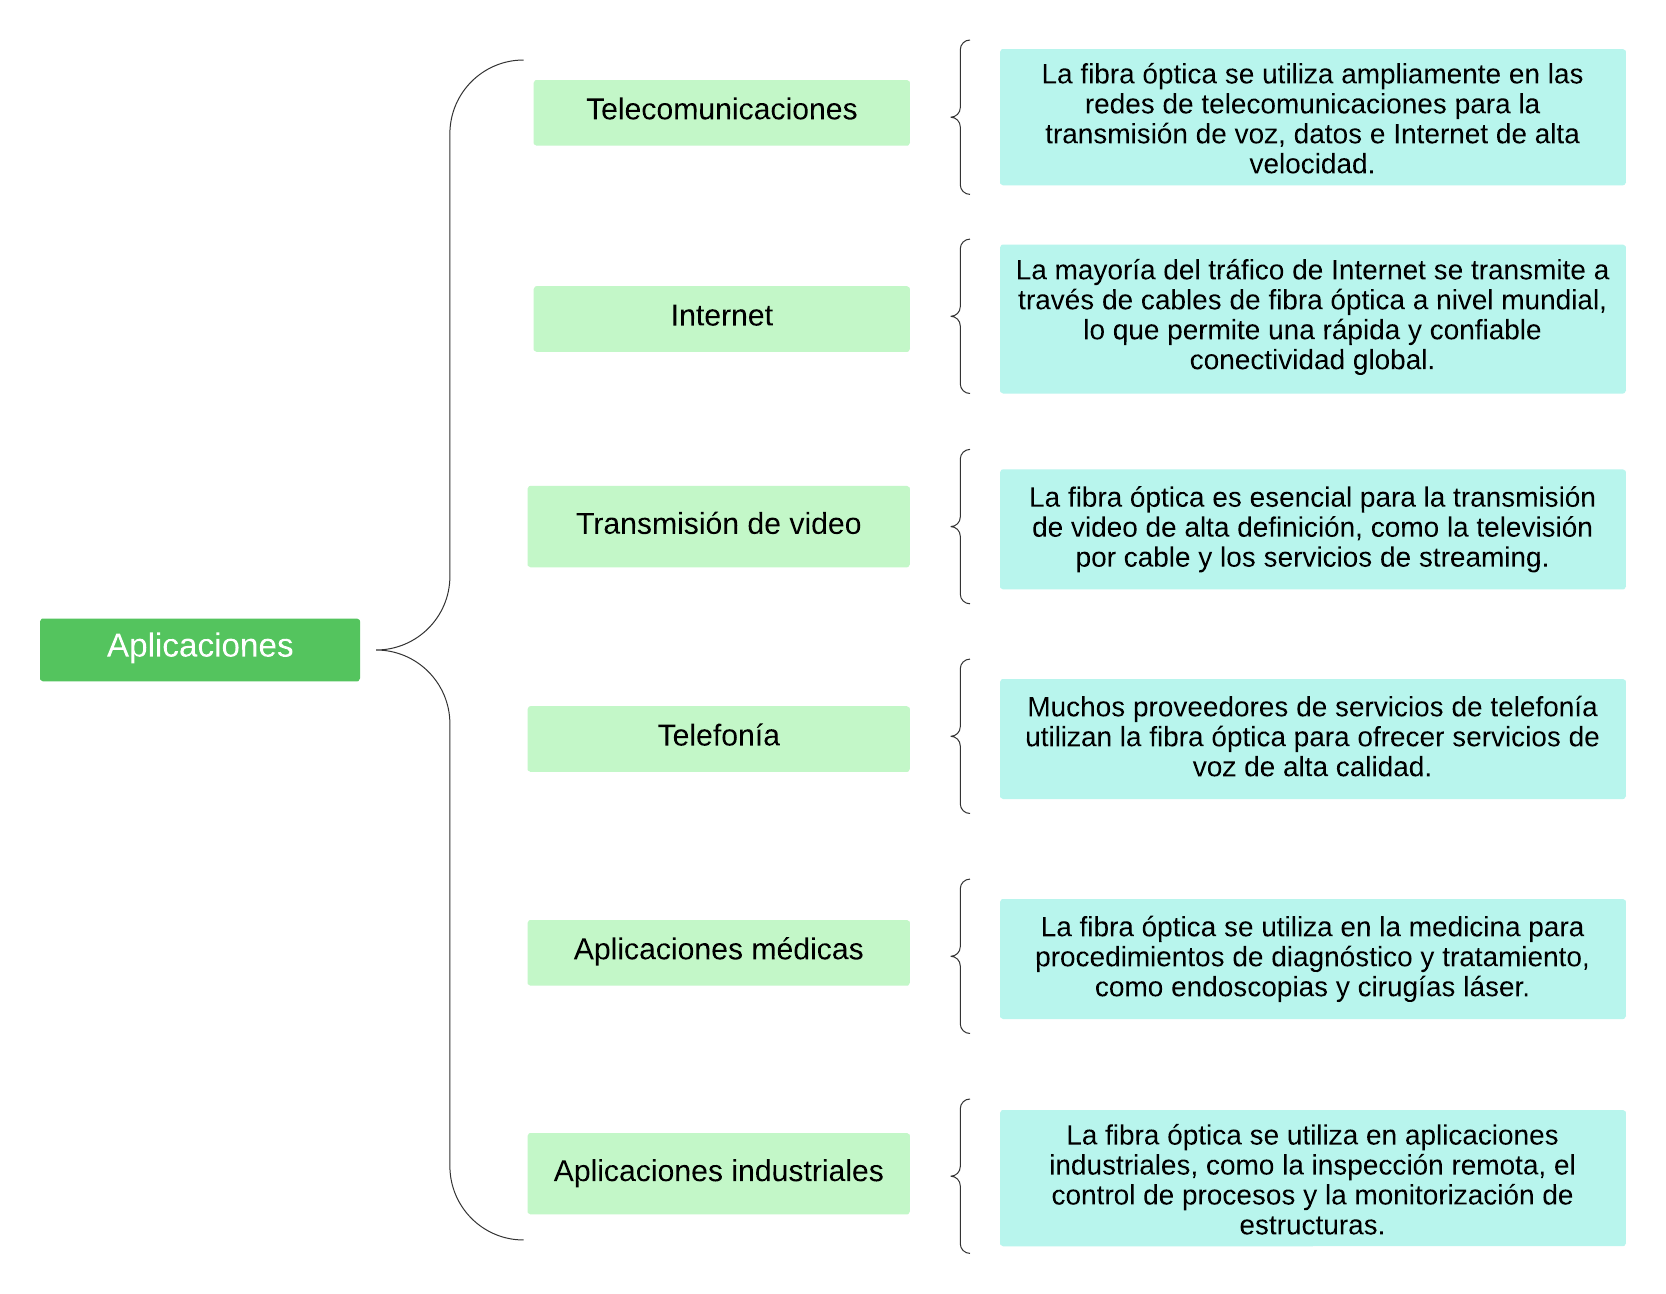 Aplicaciones
Telecomunicaciones
La fibra óptica se utiliza ampliamente en las
redes de telecomunicaciones para la
transmisión de voz, datos e Internet de alta
velocidad.
Internet
La mayoría del tráfico de Internet se transmite a
través de cables de fibra óptica a nivel mundial,
lo que permite una rápida y confiable
conectividad global.
Transmisión de video
La fibra óptica es esencial para la transmisión
de video de alta definición, como la televisión
por cable y los servicios de streaming.
Telefonía
Muchos proveedores de servicios de telefonía
utilizan la fibra óptica para ofrecer servicios de
voz de alta calidad.
Aplicaciones médicas
La fibra óptica se utiliza en la medicina para
procedimientos de diagnóstico y tratamiento,
como endoscopias y cirugías láser.
Aplicaciones industriales
La fibra óptica se utiliza en aplicaciones
industriales, como la inspección remota, el
control de procesos y la monitorización de
estructuras.